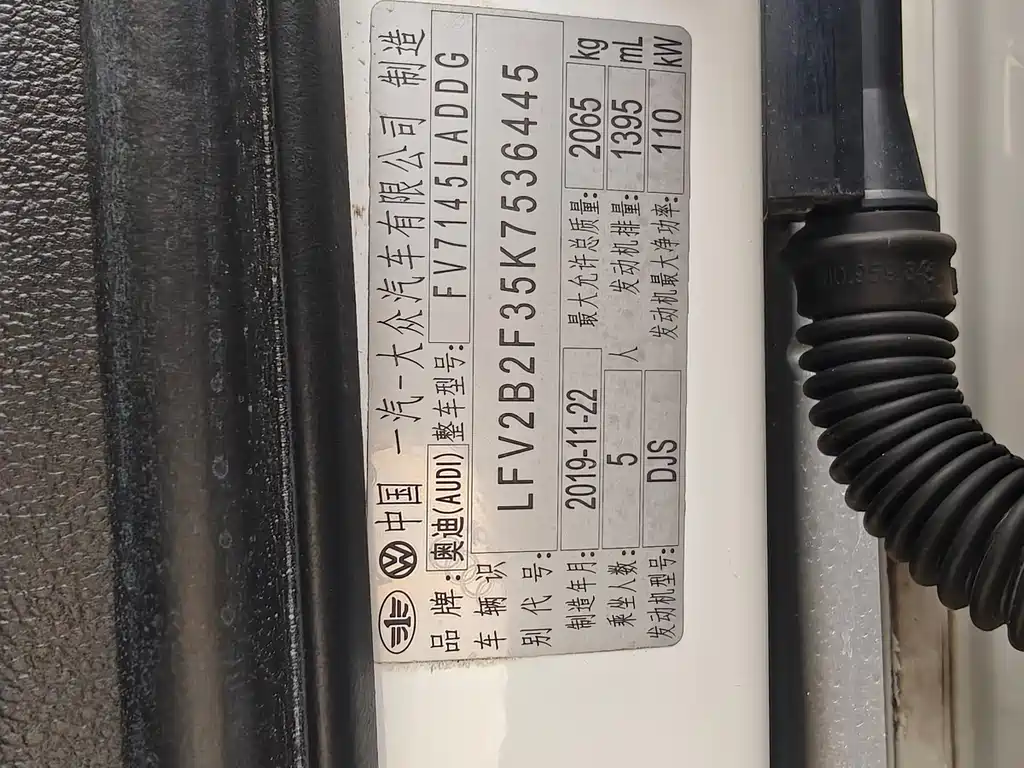 中国 一汽-大众汽车有限公司 制造
品牌: 奥迪(AUDI) 整车型号: FV7145LADDG
车辆识别代号: LFV2B2F35K7536445
制造年月: 2019-11-22 最大允许总质量: 2065 kg
乘坐人数: 5 人 发动机排量: 1395 mL
发动机型号: DJS 发动机最大净功率: 110 kW